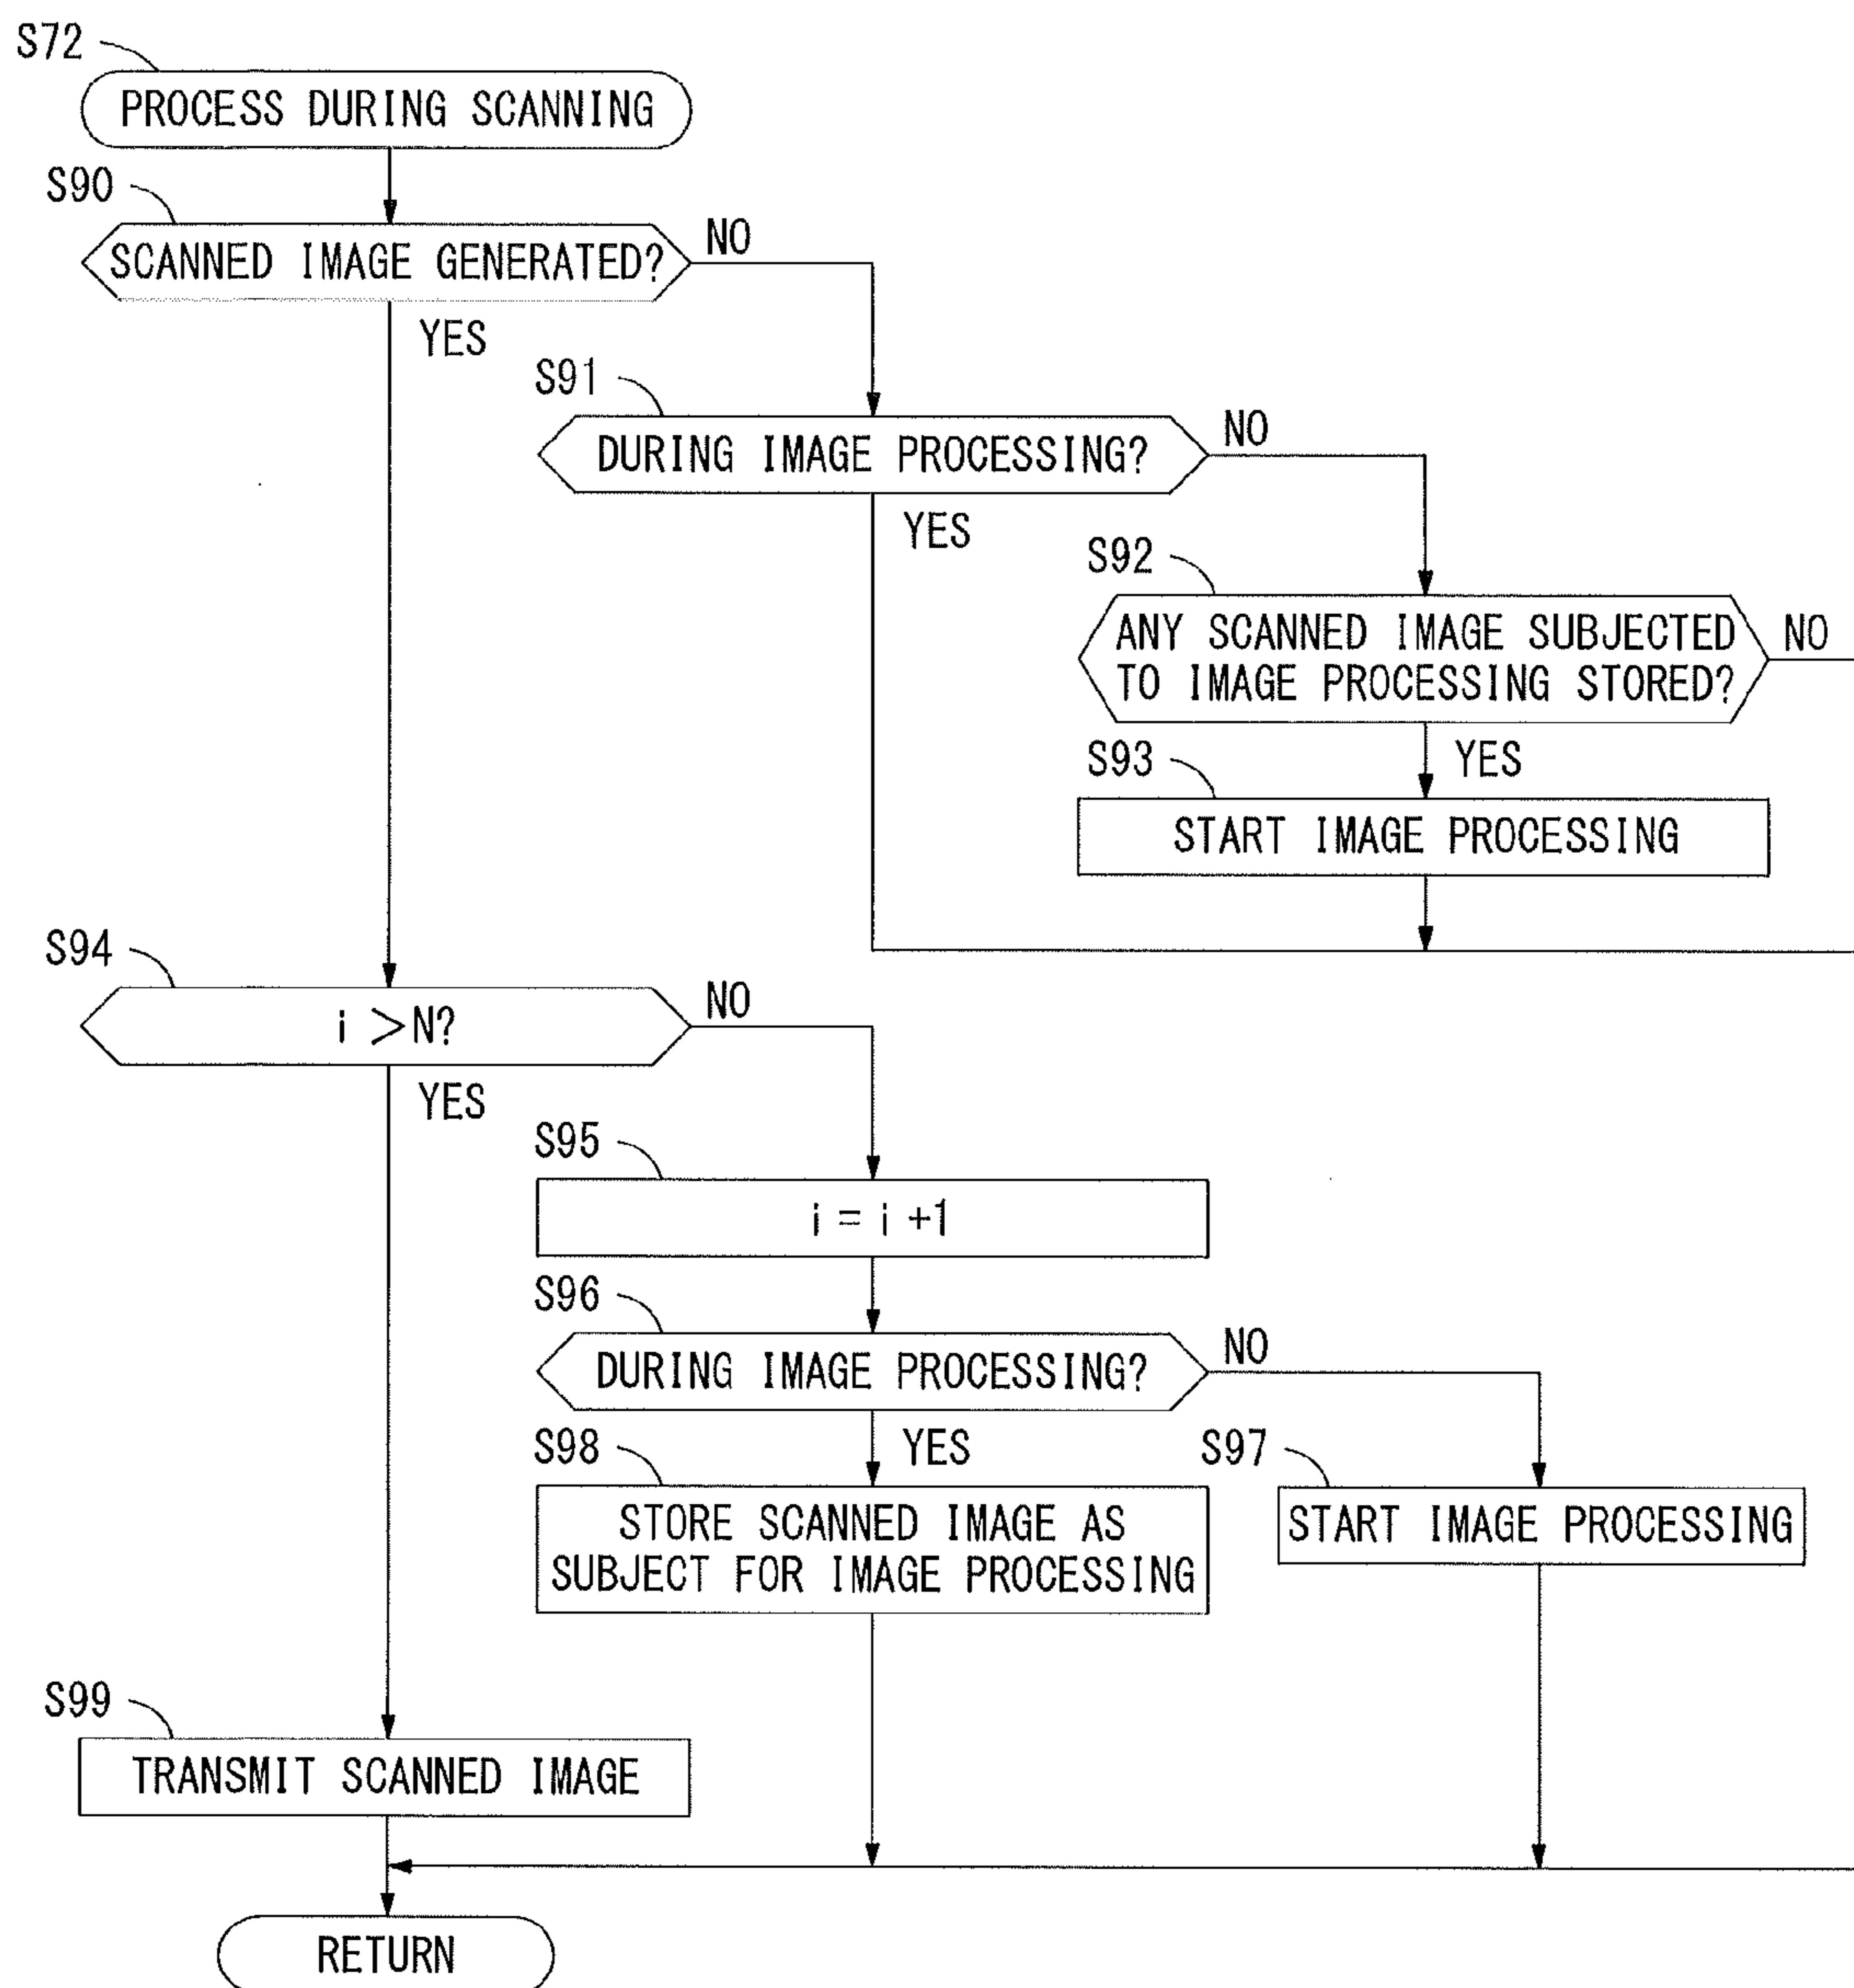 S72
PROCESS DURING SCANNING
S90
SCANNED IMAGE GENERATED?
NO
YES
S91
DURING IMAGE PROCESSING?
NO
YES
S92
ANY SCANNED IMAGE SUBJECTED
TO IMAGE PROCESSING STORED?
NO
YES
S93
START IMAGE PROCESSING
S94
i >N?
NO
YES
S95
i = i +1
S96
DURING IMAGE PROCESSING?
NO
YES
S98
STORE SCANNED IMAGE AS
SUBJECT FOR IMAGE PROCESSING
S97
START IMAGE PROCESSING
S99
TRANSMIT SCANNED IMAGE
RETURN